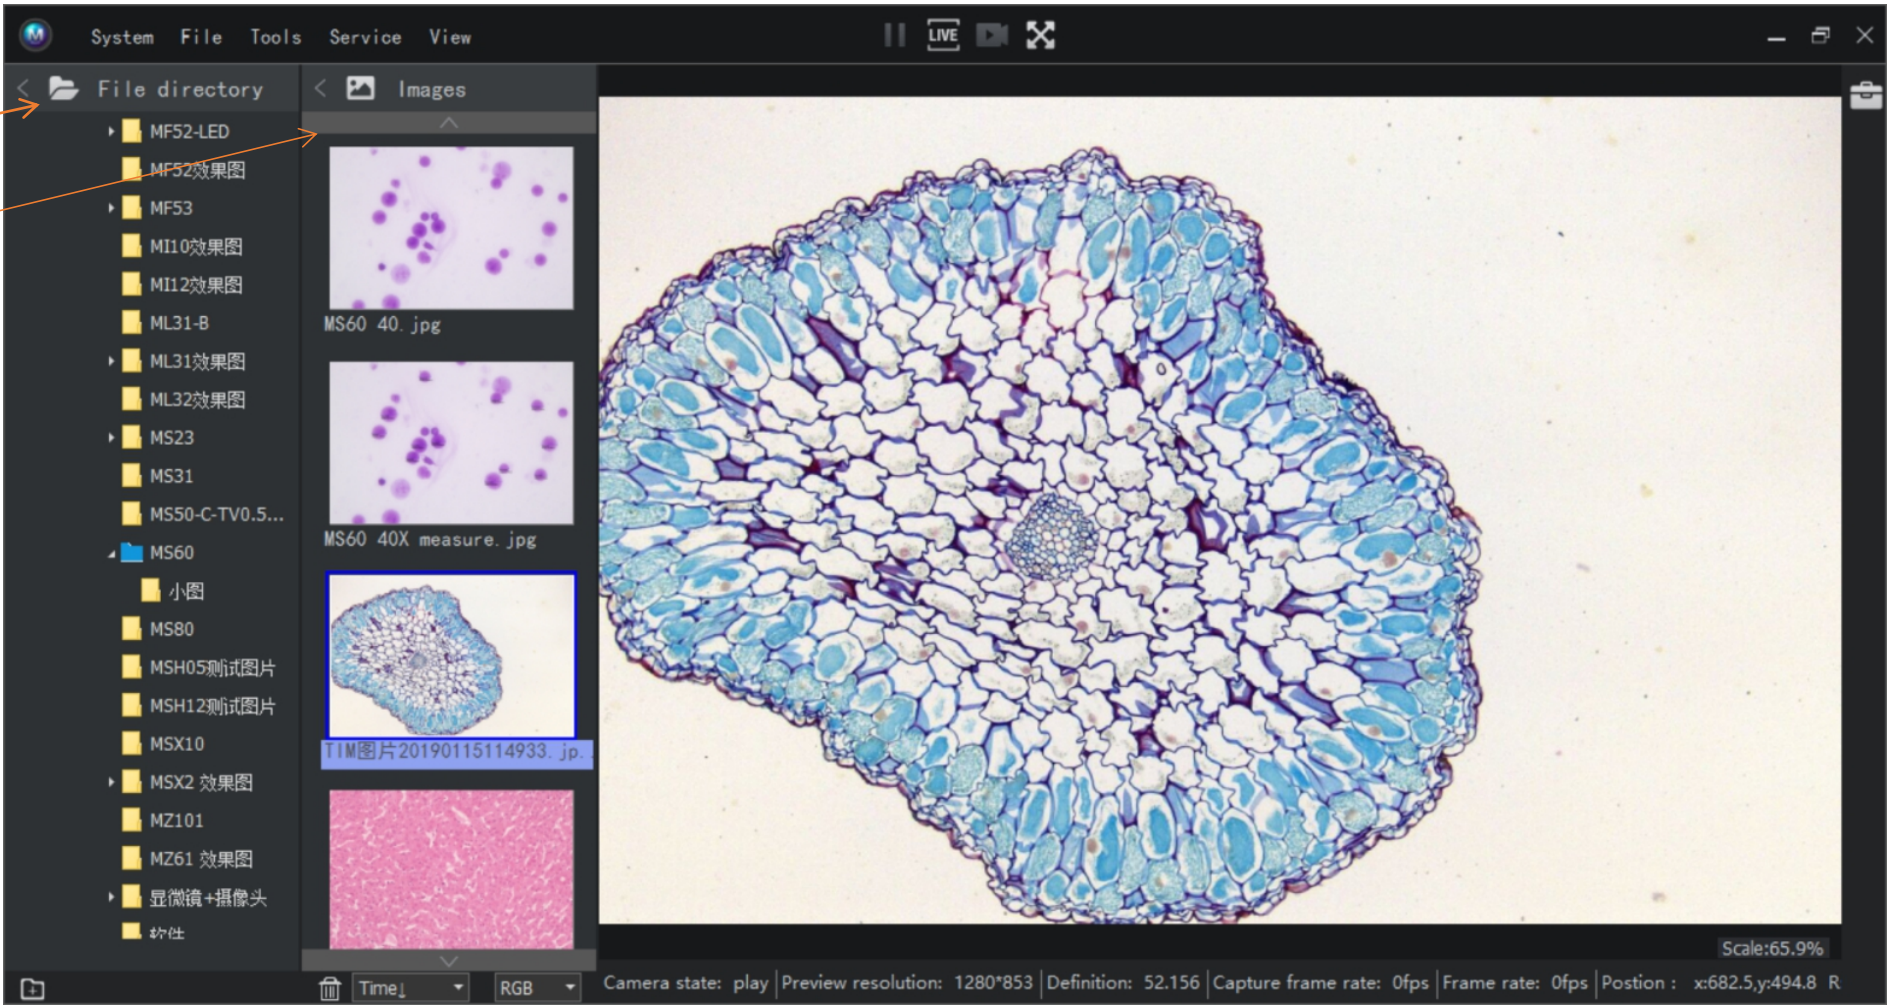 System File Tools Service View LIVE
File directory
Images
MF52-LED
MF52效果图
MF53
MI10效果图
MI12效果图
ML31-B
ML31效果图
ML32效果图
MS23
MS31
MS50-C-TV0.5...
MS60
小图
MS80
MSH05测试图片
MSH12测试图片
MSX10
MSX2 效果图
MZ101
MZ61 效果图
显微镜+摄像头
软件
MS60 40.jpg
MS60 40X measure.jpg
TIM图片20190115114933.jp.
Scale:65.9%
Time↓ RGB
Camera state: play Preview resolution: 1280*853 Definition: 52.156 Capture frame rate: 0fps Frame rate: 0fps Postion : x:682.5,y:494.8 R